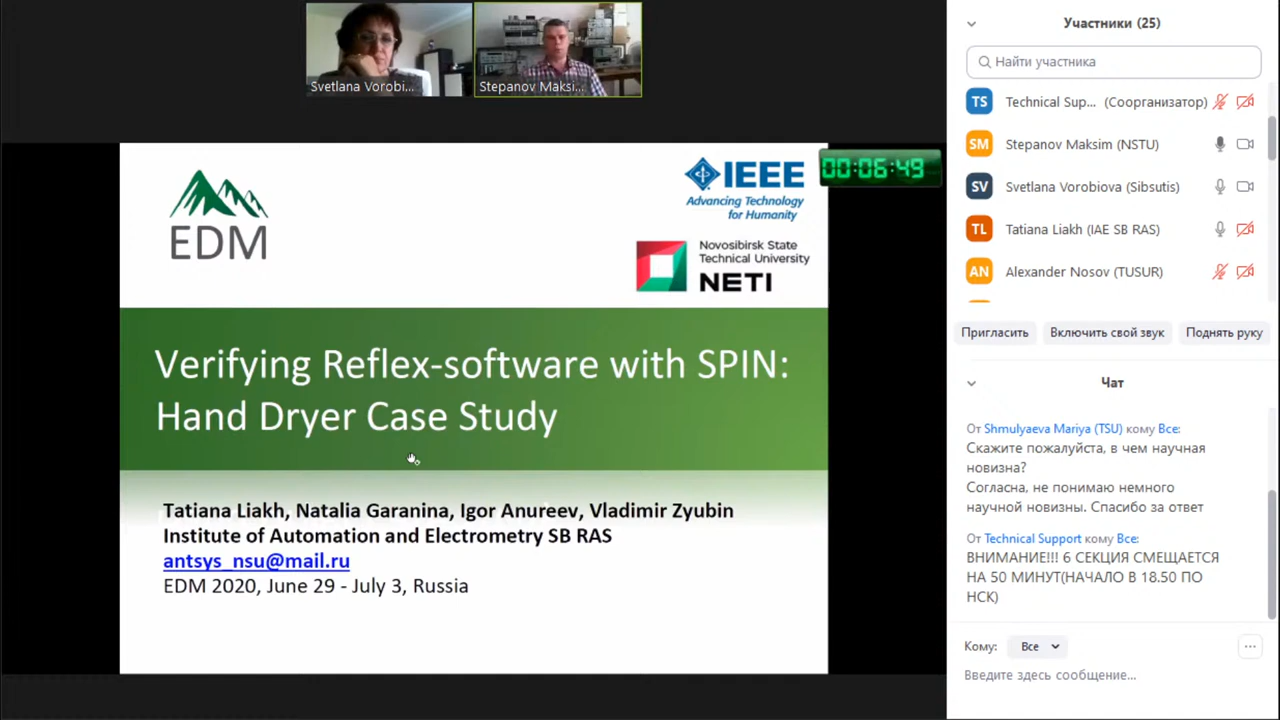 Svetlana Vorobi...
Stepanov Maksi...
EDM
IEEE
Advancing Technology
for Humanity
Novosibirsk State
Technical University
NETI
00:06:49
Verifying Reflex-software with SPIN:
Hand Dryer Case Study
Tatiana Liakh, Natalia Garanina, Igor Anureev, Vladimir Zyubin
Institute of Automation and Electrometry SB RAS
antsys_nsu@mail.ru
EDM 2020, June 29 - July 3, Russia
Участники (25)
Найти участника
TS Technical Sup... (Соорганизатор)
SM Stepanov Maksim (NSTU)
SV Svetlana Vorobiova (Sibsutis)
TL Tatiana Liakh (IAE SB RAS)
AN Alexander Nosov (TUSUR)
Пригласить Включить свой звук Поднять руку
Чат
От Shmulyaeva Mariya (TSU) кому Все:
Скажите пожалуйста, в чем научная
новизна?
Согласна, не понимаю немного
научной новизны. Спасибо за ответ
От Technical Support кому Все:
ВНИМАНИЕ!!! 6 СЕКЦИЯ СМЕЩАЕТСЯ
НА 50 МИНУТ(НАЧАЛО В 18.50 ПО
НСК)
Кому: Все
Введите здесь сообщение...